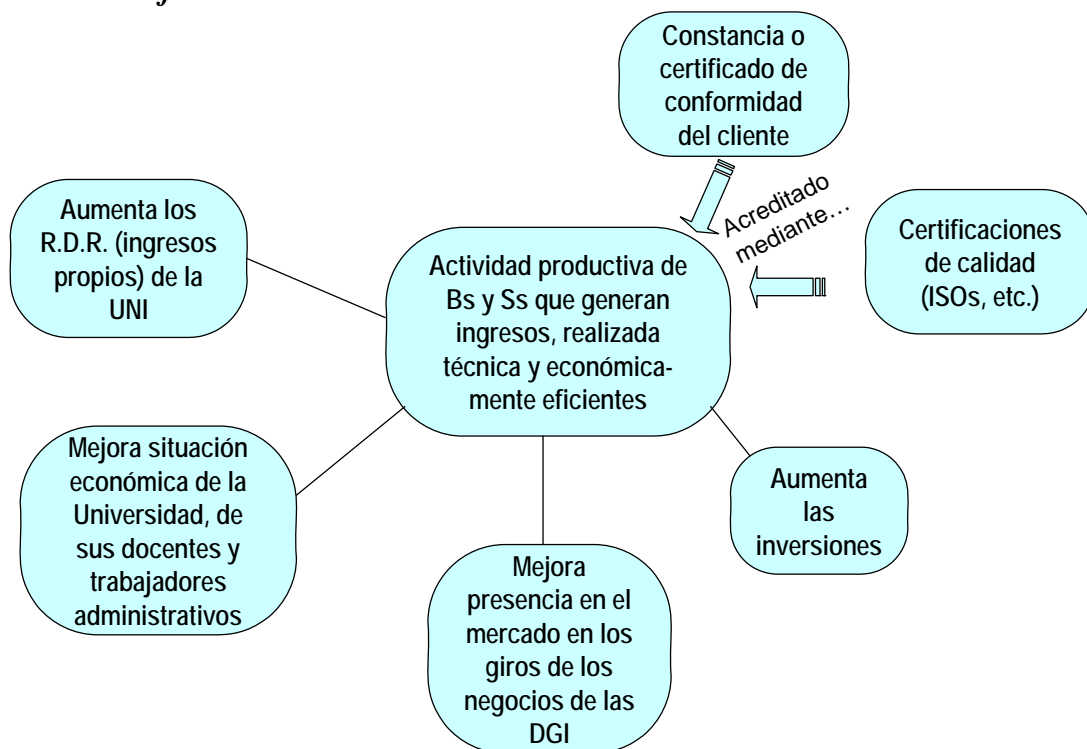 Constancia o
certificado de
conformidad
del cliente
Acreditado
mediante…
Certificaciones
de calidad
(ISOs, etc.)
Aumenta los
R.D.R. (ingresos
propios) de la
UNI
Actividad productiva de
Bs y Ss que generan
ingresos, realizada
técnica y económica-
mente eficientes
Mejora situación
económica de la
Universidad, de
sus docentes y
trabajadores
administrativos
Mejora
presencia en el
mercado en los
giros de los
negocios de las
DGI
Aumenta
las
inversiones